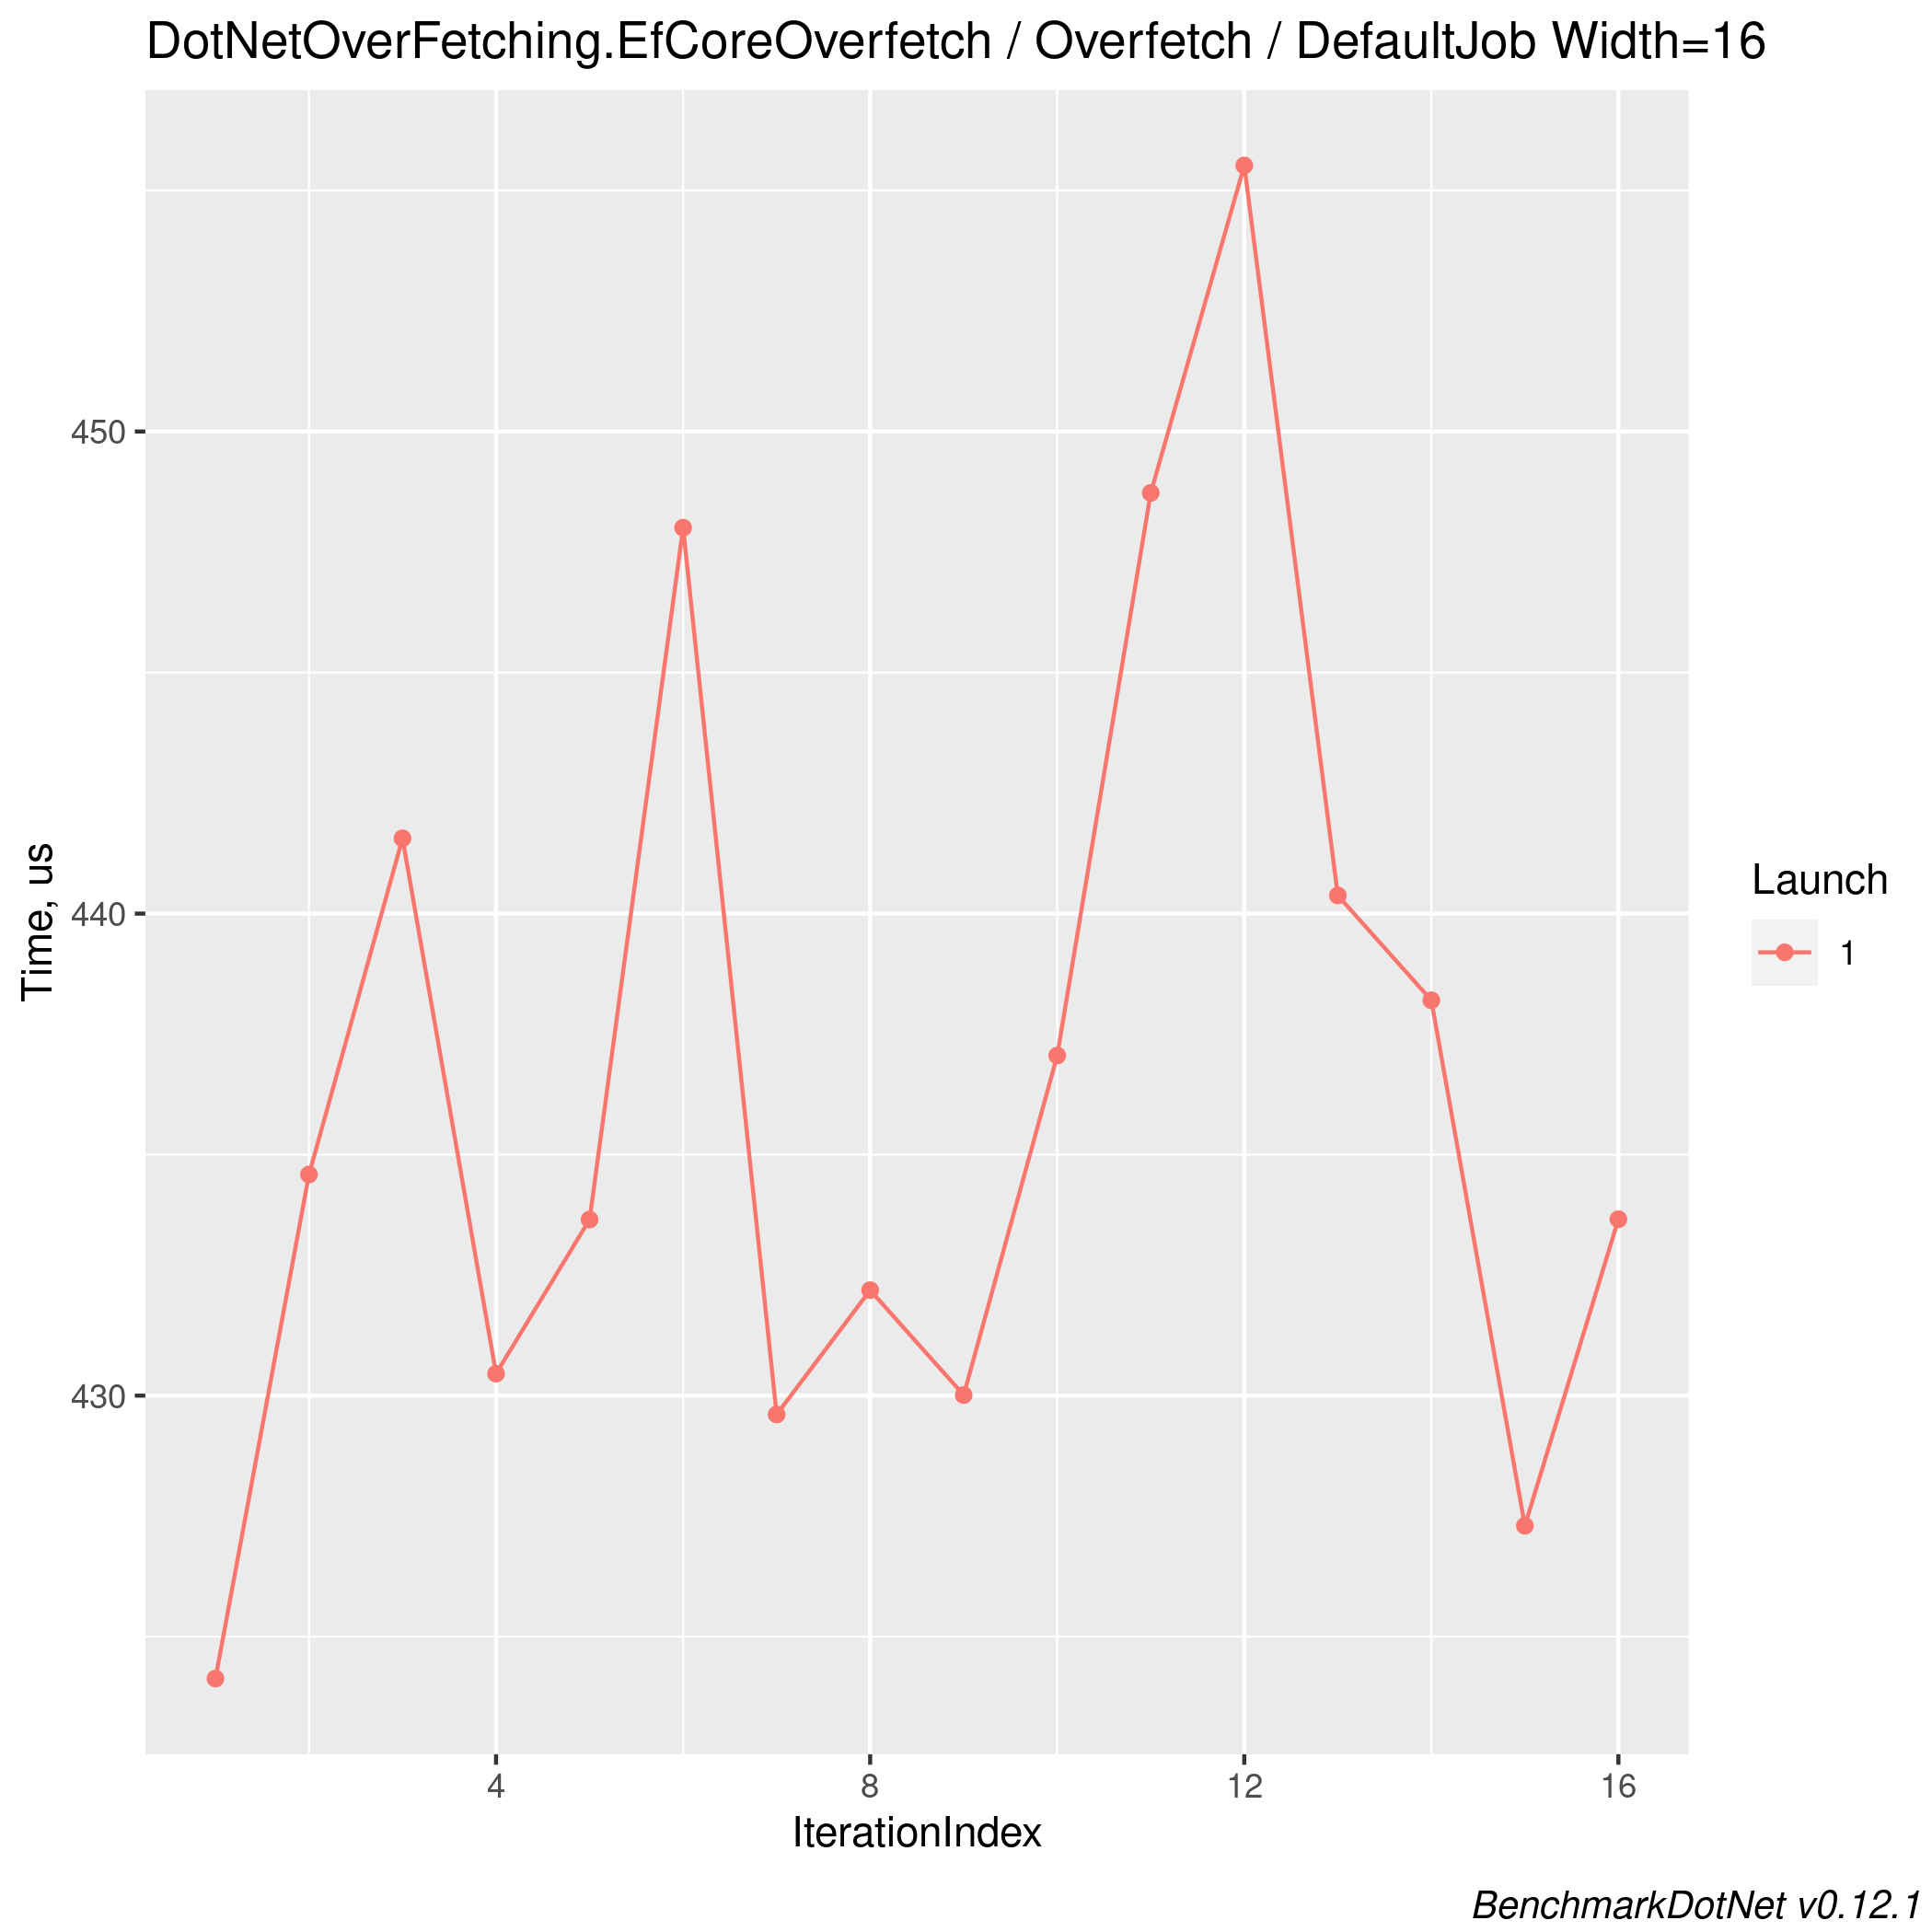 DotNetOverFetching.EfCoreOverfetch / Overfetch / DefaultJob Width=16
Time, us
450
440
430
4
8
12
16
IterationIndex
Launch
1
BenchmarkDotNet v0.12.1